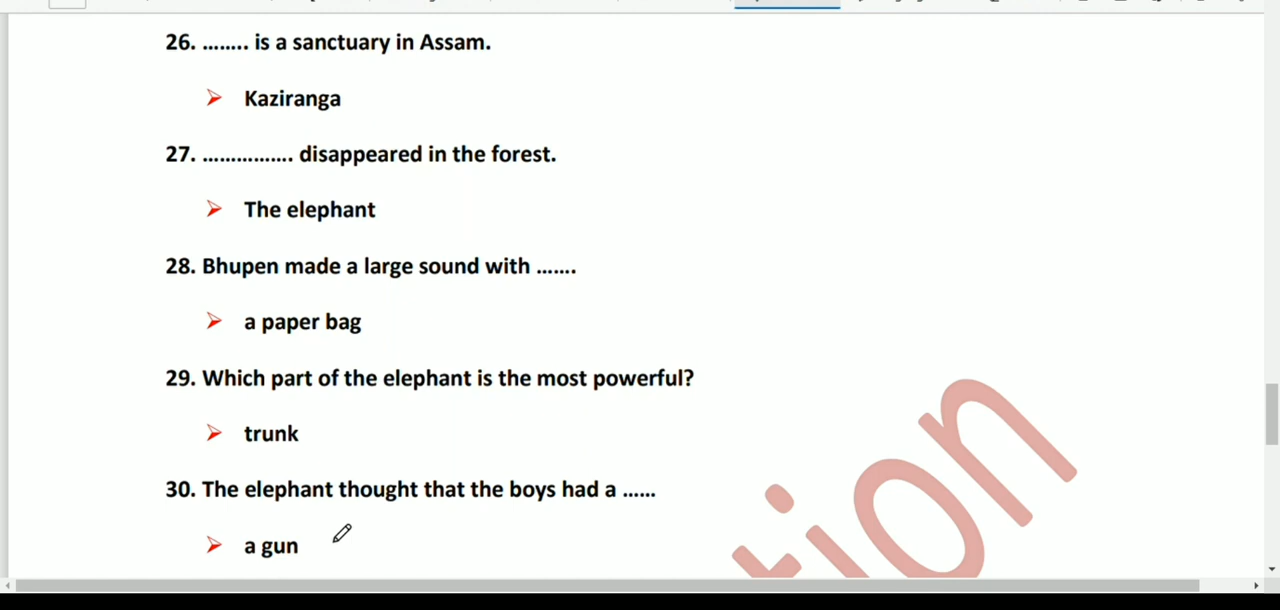 26. ........ is a sanctuary in Assam.
Kaziranga
27. ................ disappeared in the forest.
The elephant
28. Bhupen made a large sound with .......
a paper bag
29. Which part of the elephant is the most powerful?
trunk
30. The elephant thought that the boys had a ......
a gun
tion